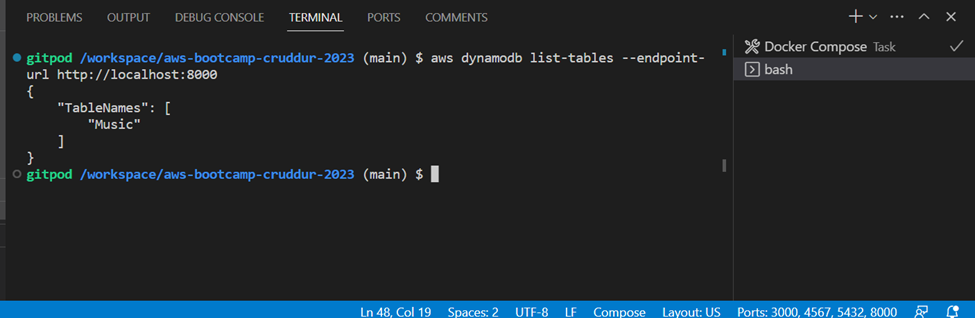 PROBLEMS OUTPUT DEBUG CONSOLE TERMINAL PORTS COMMENTS
gitpod /workspace/aws-bootcamp-cruddur-2023 (main) $ aws dynamodb list-tables --endpoint-
url http://localhost:8000
{
    "TableNames": [
        "Music"
    ]
}
gitpod /workspace/aws-bootcamp-cruddur-2023 (main) $
Docker Compose Task
bash
Ln 48, Col 19 Spaces: 2 UTF-8 LF Compose Layout: US Ports: 3000, 4567, 5432, 8000